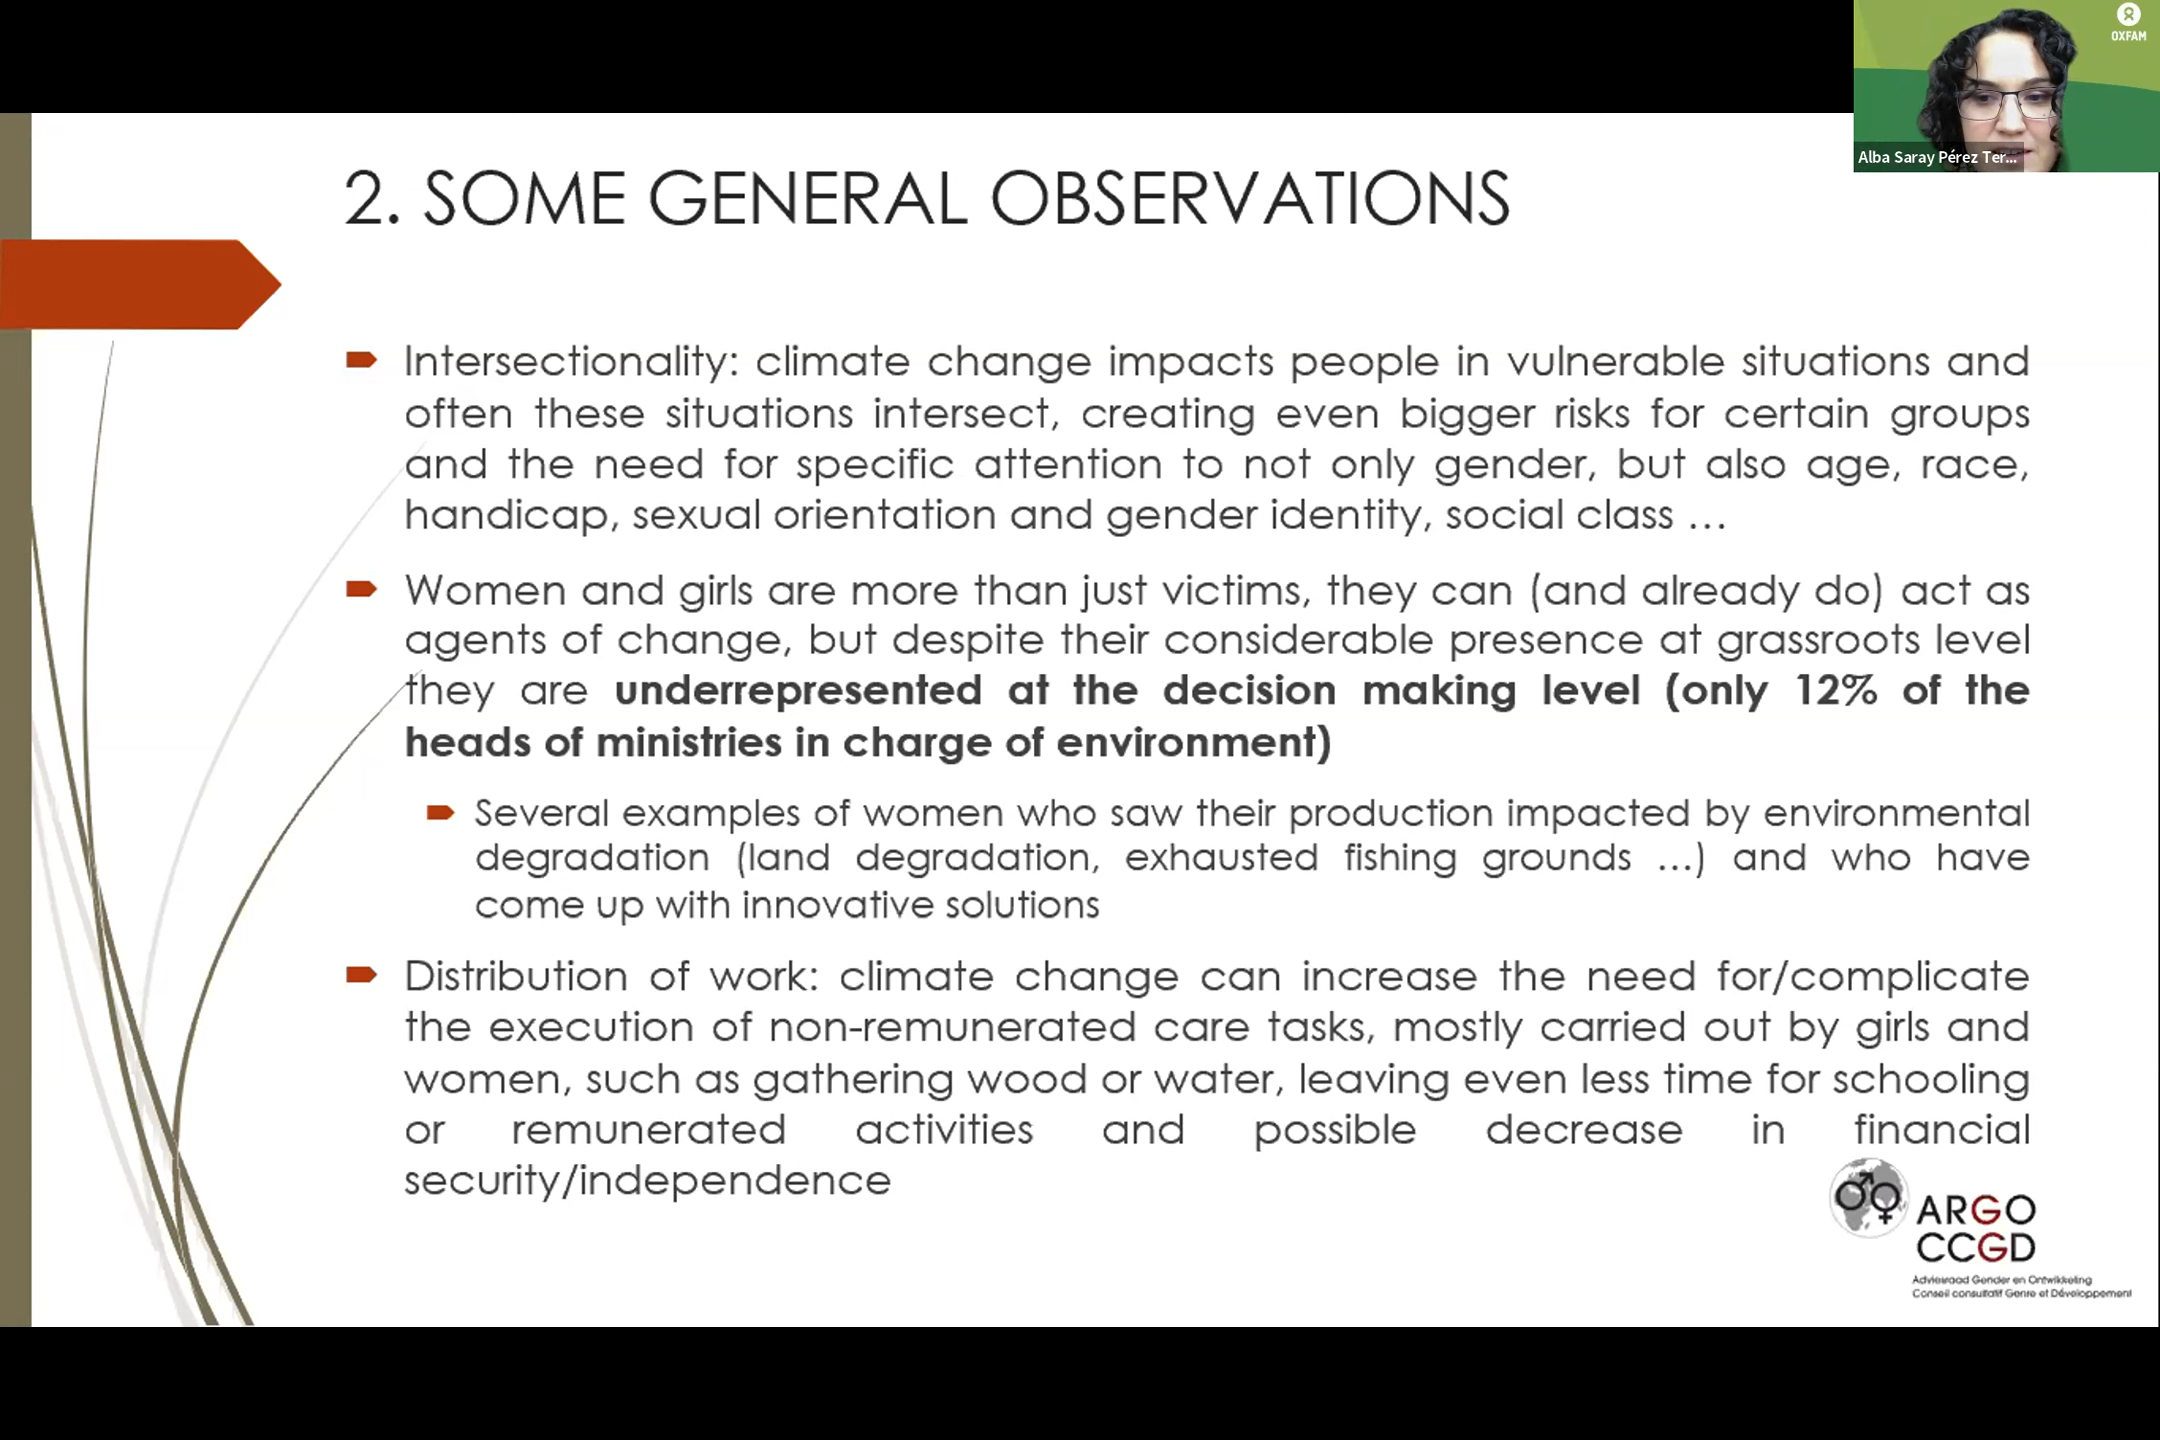 OXFAM
Alba Saray Pérez Ter...
2. SOME GENERAL OBSERVATIONS
Intersectionality: climate change impacts people in vulnerable situations and
often these situations intersect, creating even bigger risks for certain groups
and the need for specific attention to not only gender, but also age, race,
handicap, sexual orientation and gender identity, social class …
Women and girls are more than just victims, they can (and already do) act as
agents of change, but despite their considerable presence at grassroots level
they are underrepresented at the decision making level (only 12% of the
heads of ministries in charge of environment)
Several examples of women who saw their production impacted by environmental
degradation (land degradation, exhausted fishing grounds …) and who have
come up with innovative solutions
Distribution of work: climate change can increase the need for/complicate
the execution of non-remunerated care tasks, mostly carried out by girls and
women, such as gathering wood or water, leaving even less time for schooling
or remunerated activities and possible decrease in financial
security/independence
ARGO
CCGD
Adviesraad Gender en Ontwikkeling
Conseil consultatif Genre et Développement